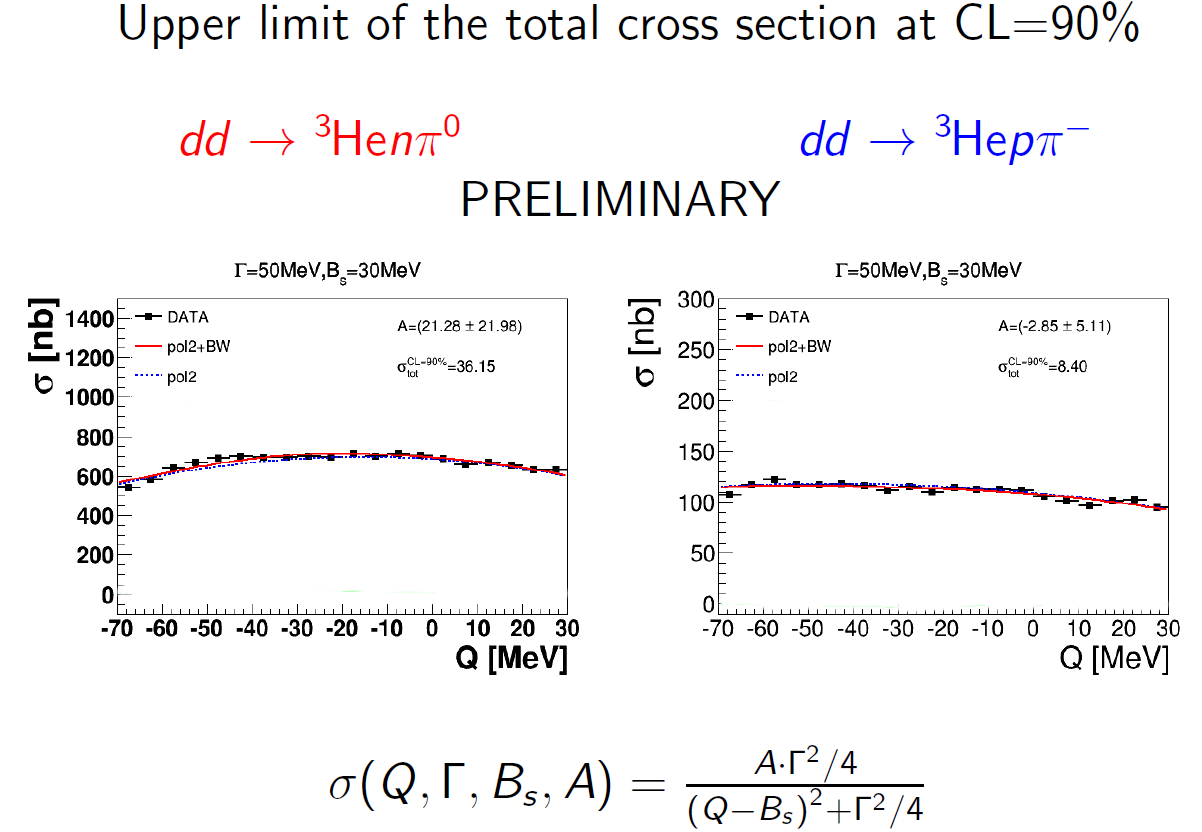 Upper limit of the total cross section at CL=90%
dd → ³Henπ⁰
dd → ³Hepπ⁻
PRELIMINARY
Γ=50MeV,Bₛ=30MeV
σ [nb]
1400
1200
1000
800
600
400
200
0
DATA
pol2+BW
pol2
A=(21.28 ± 21.98)
σ_tot^CL=90%=36.15
-70 -60 -50 -40 -30 -20 -10 0 10 20 30
Q [MeV]
Γ=50MeV,Bₛ=30MeV
σ [nb]
300
250
200
150
100
50
0
DATA
pol2+BW
pol2
A=(-2.85 ± 5.11)
σ_tot^CL=90%=8.40
-70 -60 -50 -40 -30 -20 -10 0 10 20 30
Q [MeV]
σ(Q, Γ, Bₛ, A) = A·Γ²/4 / (Q−Bₛ)²+Γ²/4